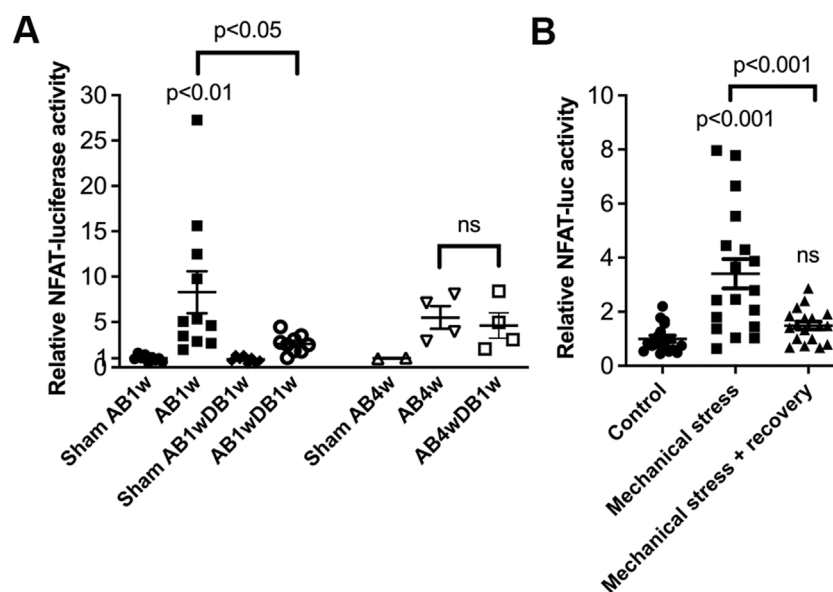 A
p<0.05
p<0.01
Relative NFAT-luciferase activity
30
25
20
15
10
5
1
0
ns
Sham AB1w
AB1w
Sham AB1wDB1w
AB1wDB1w
Sham AB4w
AB4w
AB4wDB1w
B
p<0.001
p<0.001
ns
Relative NFAT-luc activity
10
8
6
4
2
0
Control
Mechanical stress
Mechanical stress + recovery